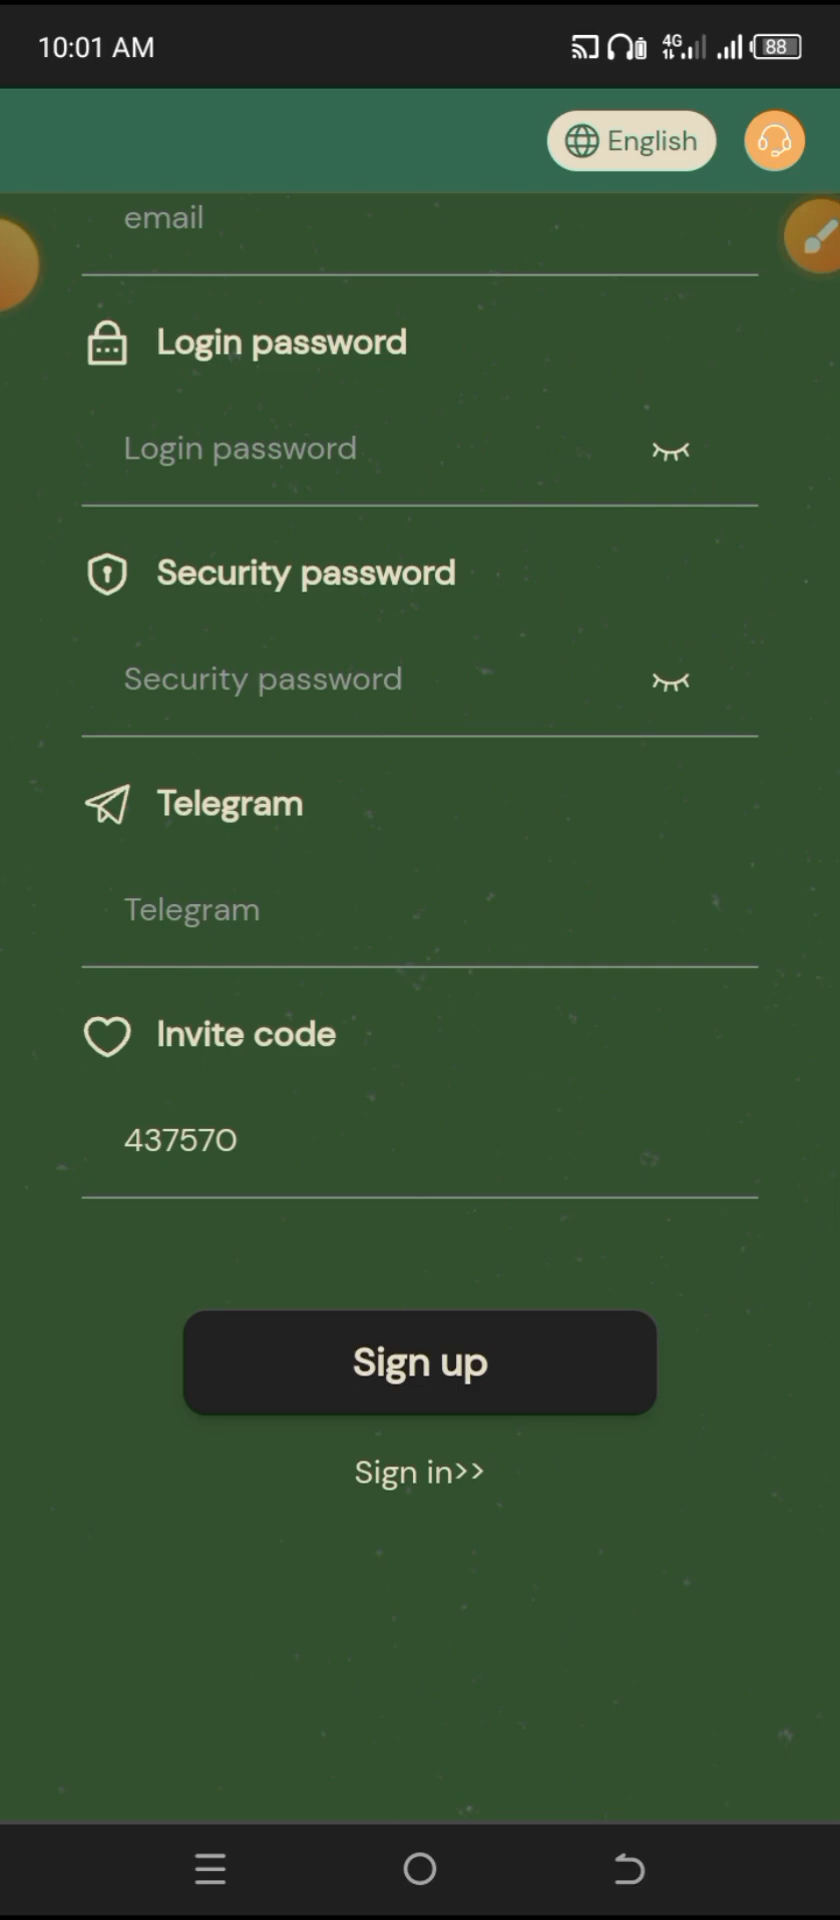 10:01 AM
4G
88
English
email
Login password
Login password
Security password
Security password
Telegram
Telegram
Invite code
437570
Sign up
Sign in>>